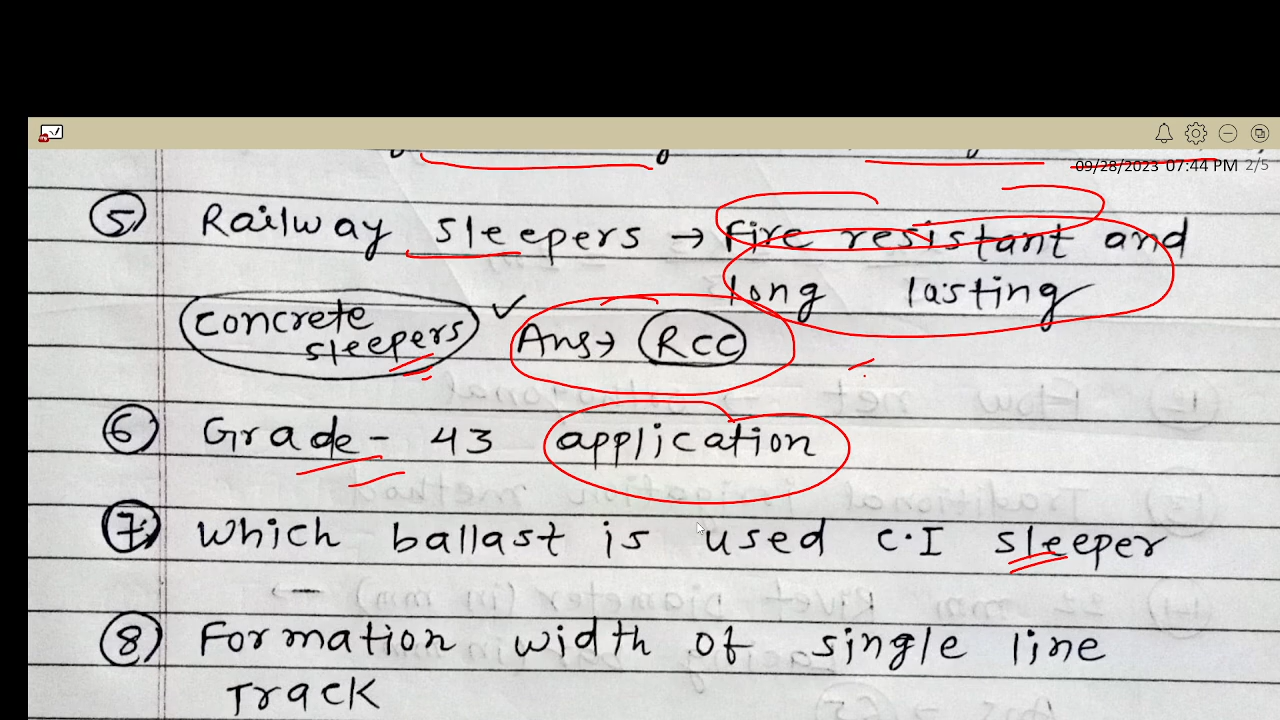 09/28/2023 07:44 PM 2/5
5 Railway sleepers → fire resistant and
long lasting
concrete
sleepers ✓ Ans→ RCC
6 Grade - 43 application
7 which ballast is used C.I sleeper
8 Formation width of single line
Track